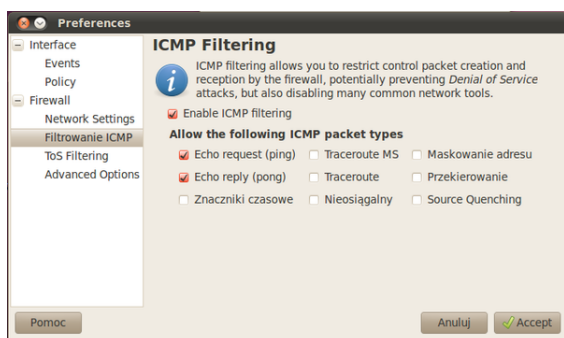 Preferences
Interface
Events
Policy
Firewall
Network Settings
Filtrowanie ICMP
ToS Filtering
Advanced Options
ICMP Filtering
ICMP filtering allows you to restrict control packet creation and
reception by the firewall, potentially preventing Denial of Service
attacks, but also disabling many common network tools.
Enable ICMP filtering
Allow the following ICMP packet types
Echo request (ping) Traceroute MS Maskowanie adresu
Echo reply (pong) Traceroute Przekierowanie
Znaczniki czasowe Nieosiągalny Source Quenching
Pomoc Anuluj Accept